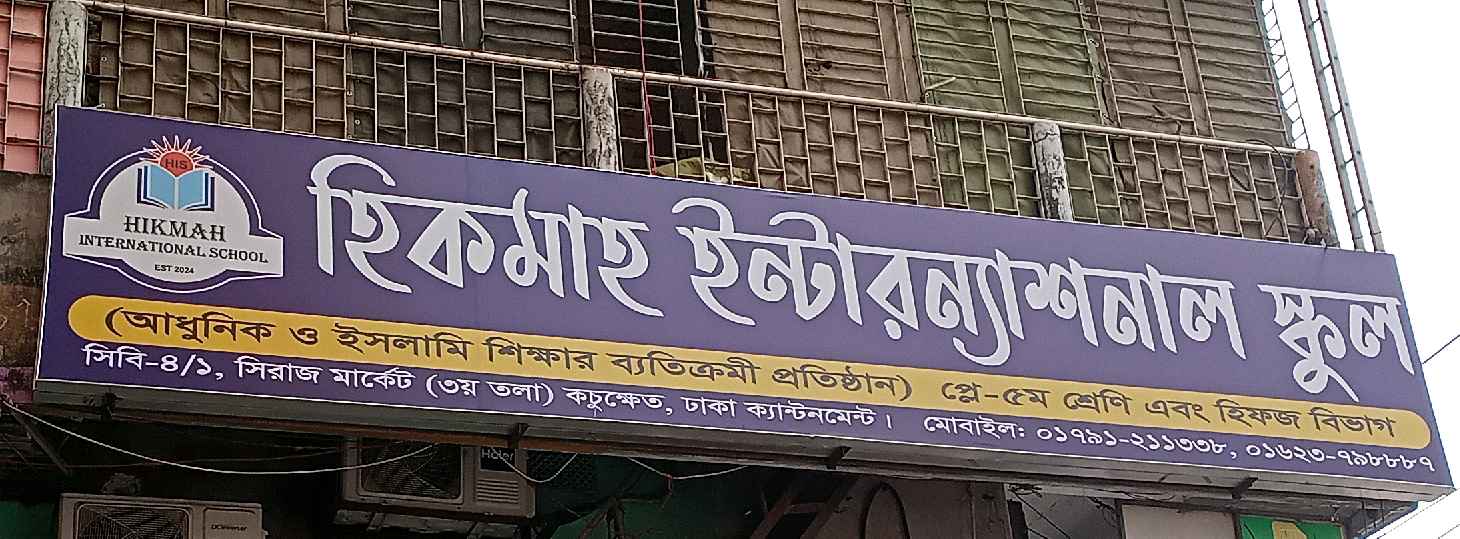 HIS
HIKMAH
INTERNATIONAL SCHOOL
EST 2024
হিকমাহ ইন্টারন্যাশনাল স্কুল
(আধুনিক ও ইসলামি শিক্ষার ব্যতিক্রমী প্রতিষ্ঠান) প্লে-৫ম শ্রেণি এবং হিফজ বিভাগ
সিবি-৪/১, সিরাজ মার্কেট (৩য় তলা) কচুক্ষেত, ঢাকা ক্যান্টনমেন্ট। মোবাইল: ০১৭৯১-২১১৩৩৮, ০১৬২৩-৭৯৮৮৮৭
Haier